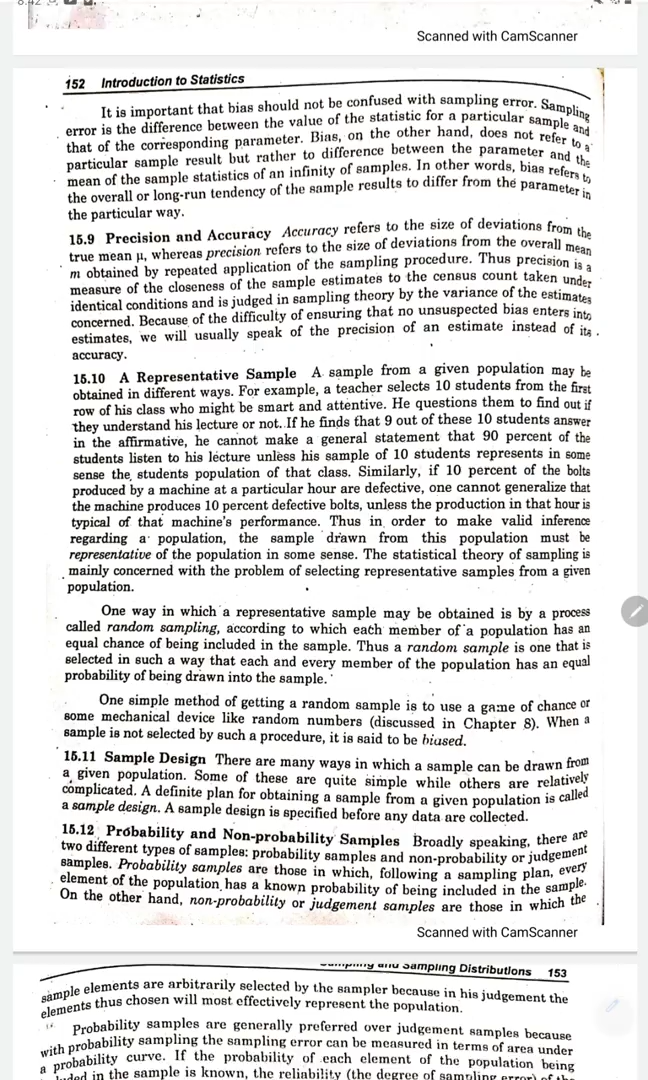 Scanned with CamScanner
152 Introduction to Statistics
It is important that bias should not be confused with sampling error. Sampling
error is the difference between the value of the statistic for a particular sample and
that of the corresponding parameter. Bias, on the other hand, does not refer to a
particular sample result but rather to difference between the parameter and the
mean of the sample statistics of an infinity of samples. In other words, bias refers to
the overall or long-run tendency of the sample results to differ from the parameter in
the particular way.
15.9 Precision and Accuracy Accuracy refers to the size of deviations from the
true mean μ, whereas precision refers to the size of deviations from the overall mean
m obtained by repeated application of the sampling procedure. Thus precision is a
measure of the closeness of the sample estimates to the census count taken under
identical conditions and is judged in sampling theory by the variance of the estimates
concerned. Because of the difficulty of ensuring that no unsuspected bias enters into
estimates, we will usually speak of the precision of an estimate instead of its
accuracy.
15.10 A Representative Sample A sample from a given population may be
obtained in different ways. For example, a teacher selects 10 students from the first
row of his class who might be smart and attentive. He questions them to find out if
they understand his lecture or not. If he finds that 9 out of these 10 students answer
in the affirmative, he cannot make a general statement that 90 percent of the
students listen to his lecture unless his sample of 10 students represents in some
sense the students population of that class. Similarly, if 10 percent of the bolts
produced by a machine at a particular hour are defective, one cannot generalize that
the machine produces 10 percent defective bolts, unless the production in that hour is
typical of that machine's performance. Thus in order to make valid inference
regarding a population, the sample drawn from this population must be
representative of the population in some sense. The statistical theory of sampling is
mainly concerned with the problem of selecting representative samples from a given
population.
One way in which a representative sample may be obtained is by a process
called random sampling, according to which each member of a population has an
equal chance of being included in the sample. Thus a random sample is one that is
selected in such a way that each and every member of the population has an equal
probability of being drawn into the sample.
One simple method of getting a random sample is to use a game of chance or
some mechanical device like random numbers (discussed in Chapter 8). When a
sample is not selected by such a procedure, it is said to be biased.
15.11 Sample Design There are many ways in which a sample can be drawn from
a given population. Some of these are quite simple while others are relatively
complicated. A definite plan for obtaining a sample from a given population is called
a sample design. A sample design is specified before any data are collected.
15.12 Probability and Non-probability Samples Broadly speaking, there are
two different types of samples: probability samples and non-probability or judgement
samples. Probability samples are those in which, following a sampling plan, every
element of the population has a known probability of being included in the sample.
On the other hand, non-probability or judgement samples are those in which the
Scanned with CamScanner
and Sampling Distributions 153
sample elements are arbitrarily selected by the sampler because in his judgement the
elements thus chosen will most effectively represent the population.
Probability samples are generally preferred over judgement samples because
with probability sampling the sampling error can be measured in terms of area under
a probability curve. If the probability of each element of the population being
in the sample is known, the reliability (the degree of sampling error) of